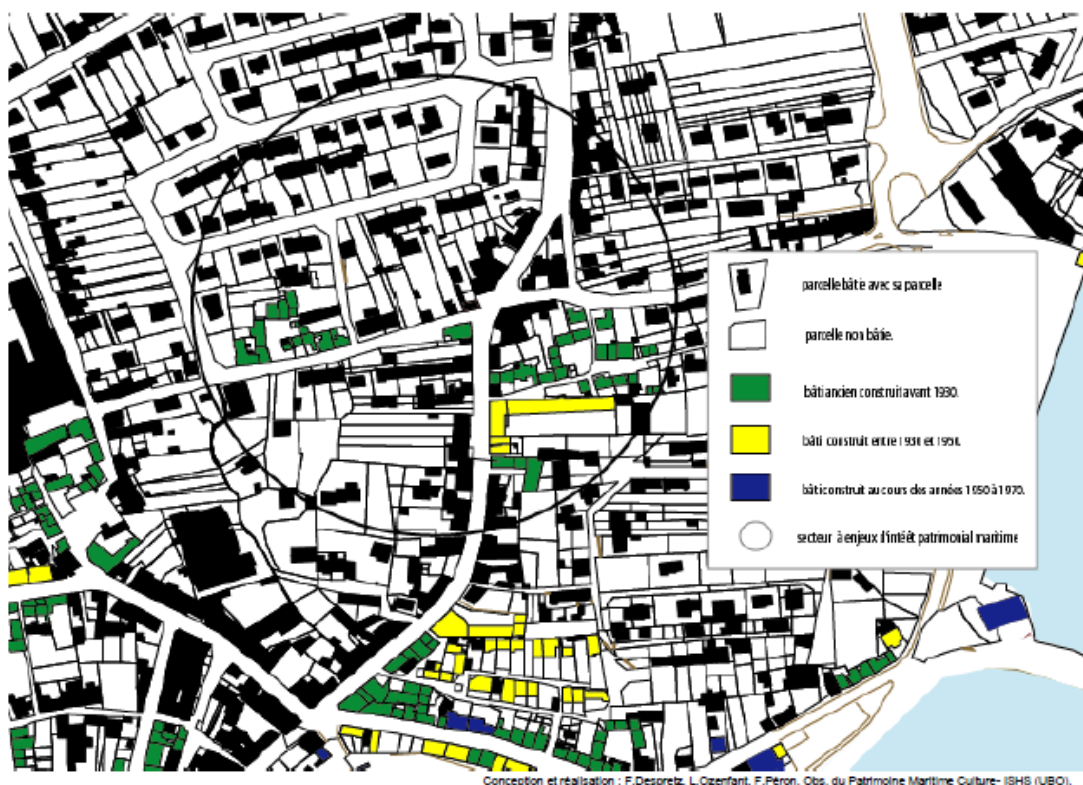 parcelle bâtie avec sa parcelle
parcelle non bâtie.
bâti ancien construit avant 1930.
bâti construit entre 1930 et 1950.
bâti construit au cours des années 1950 à 1970.
secteur à enjeux d'intéêt patrimonial maritime
Conception et réalisation : F.Despretz, L.Ozenfant, F.Péron, Obs. du Patrimoine Maritime Culture- ISHS (UBO).